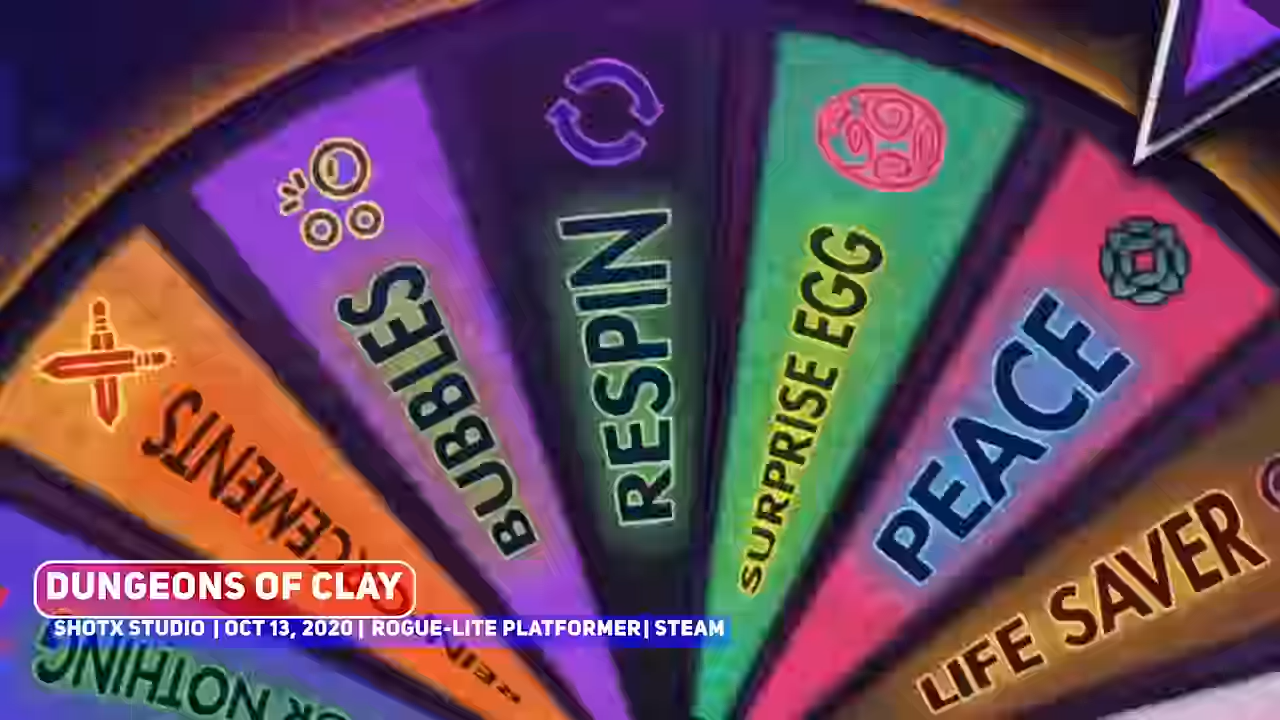 BUBBLES
RESPIN
SURPRISE EGG
PEACE
LIFE SAVER
DUNGEONS OF CLAY
SHOTX STUDIO | OCT 13, 2020 | ROGUE-LITE PLATFORMER | STEAM
NOTHING